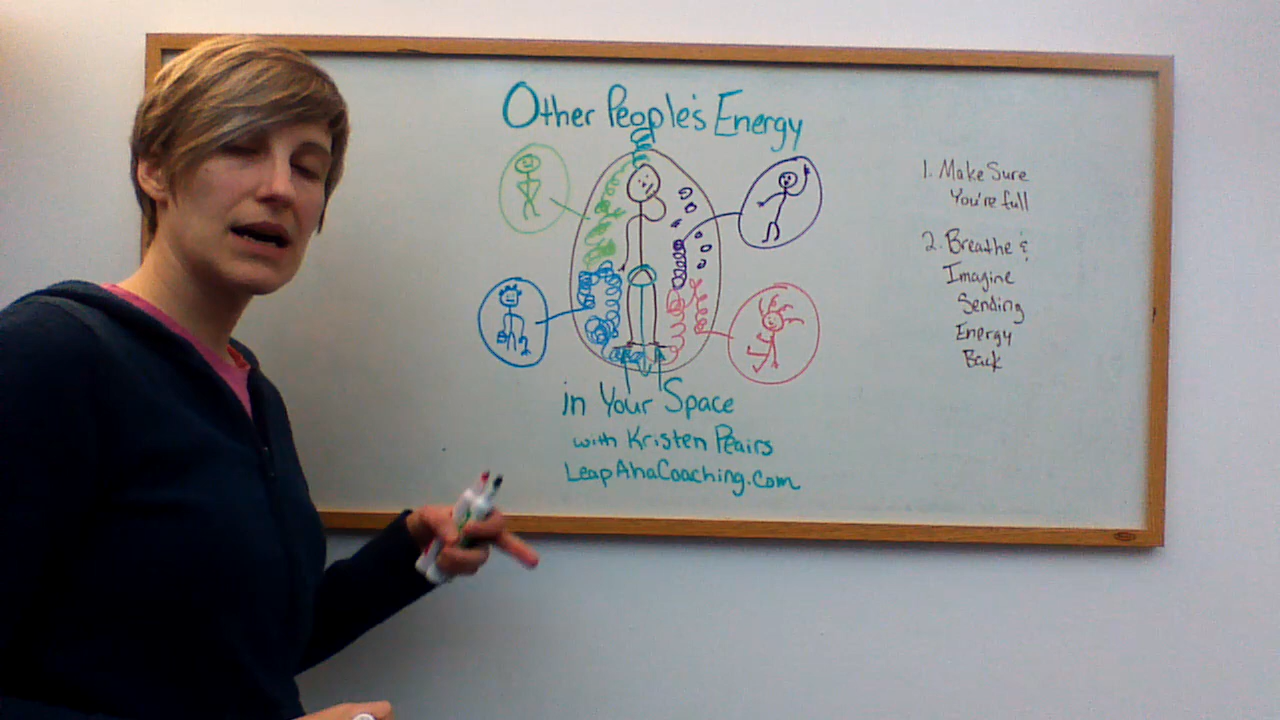 Other People's Energy
in Your Space
with Kristen Peairs
LeapAhaCoaching.com
1. Make Sure
You're full
2. Breathe &
Imagine
Sending
Energy
Back